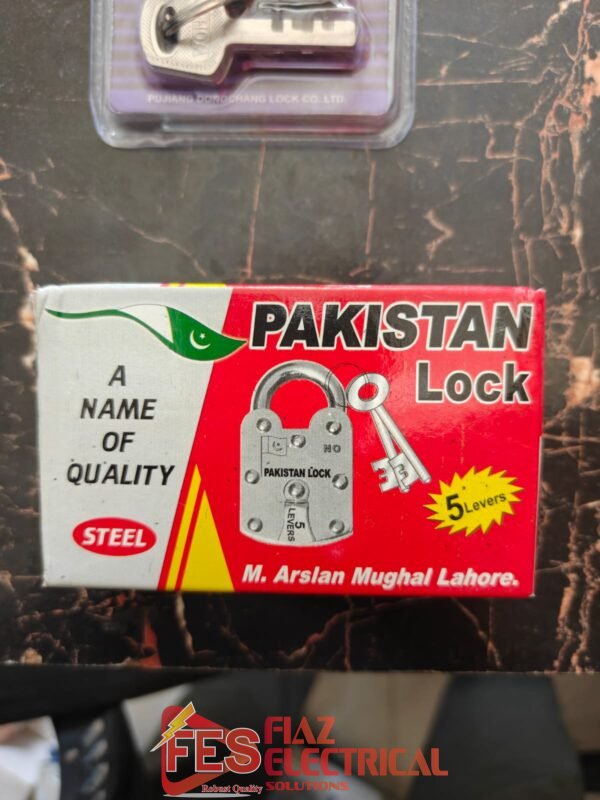 PUJIANG DONGCHANG LOCK CO.,LTD.
PAKISTAN
Lock
A
NAME
OF
QUALITY
STEEL
NO
PAKISTAN LOCK
5
LEVERS
5 Levers
M. Arslan Mughal Lahore.
FES
Robust Quality
FIAZ
ELECTRICAL
SOLUTIONS